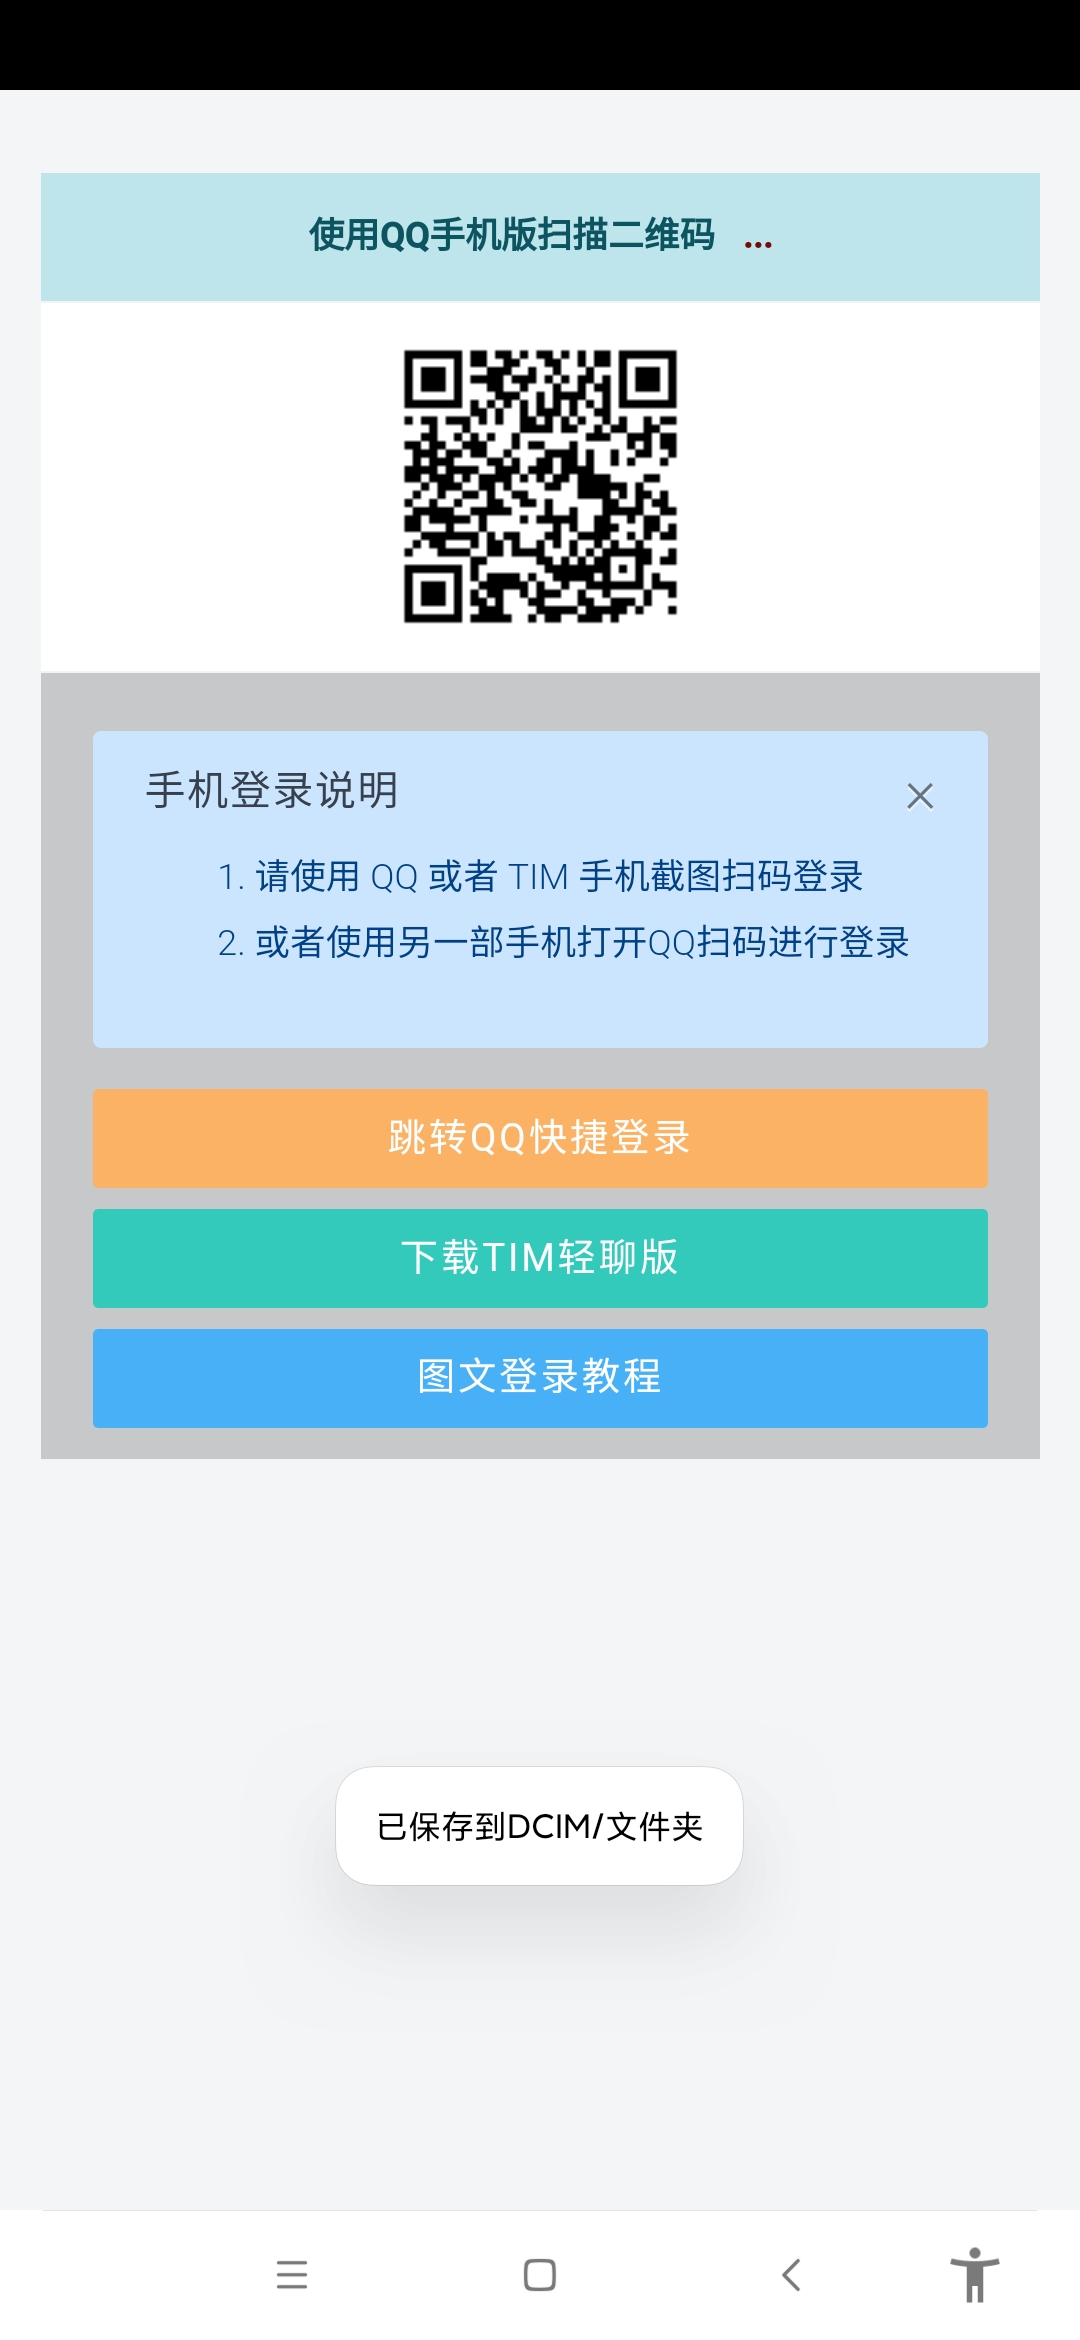 使用QQ手机版扫描二维码 ...
手机登录说明
1. 请使用 QQ 或者 TIM 手机截图扫码登录
2. 或者使用另一部手机打开QQ扫码进行登录
跳转QQ快捷登录
下载TIM轻聊版
图文登录教程
已保存到DCIM/文件夹